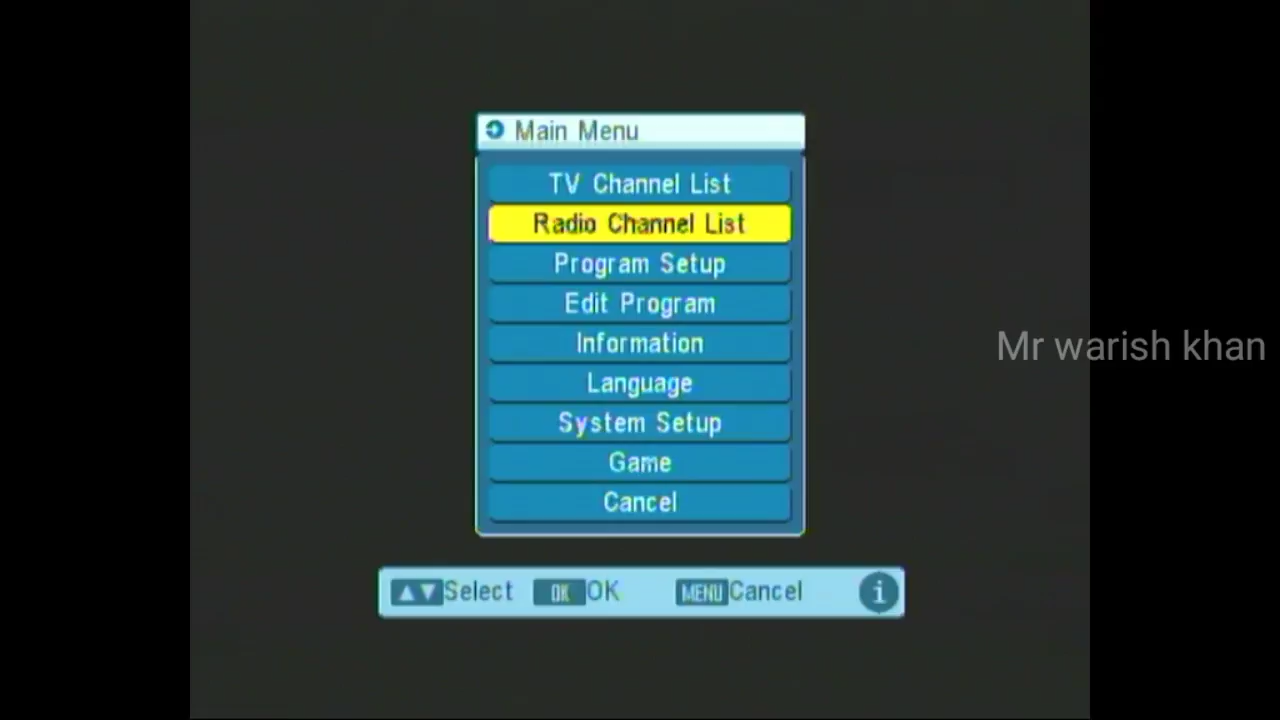 Main Menu
TV Channel List
Radio Channel List
Program Setup
Edit Program
Information
Mr warish khan
Language
System Setup
Game
Cancel
▲▼Select OK OK MENU Cancel i